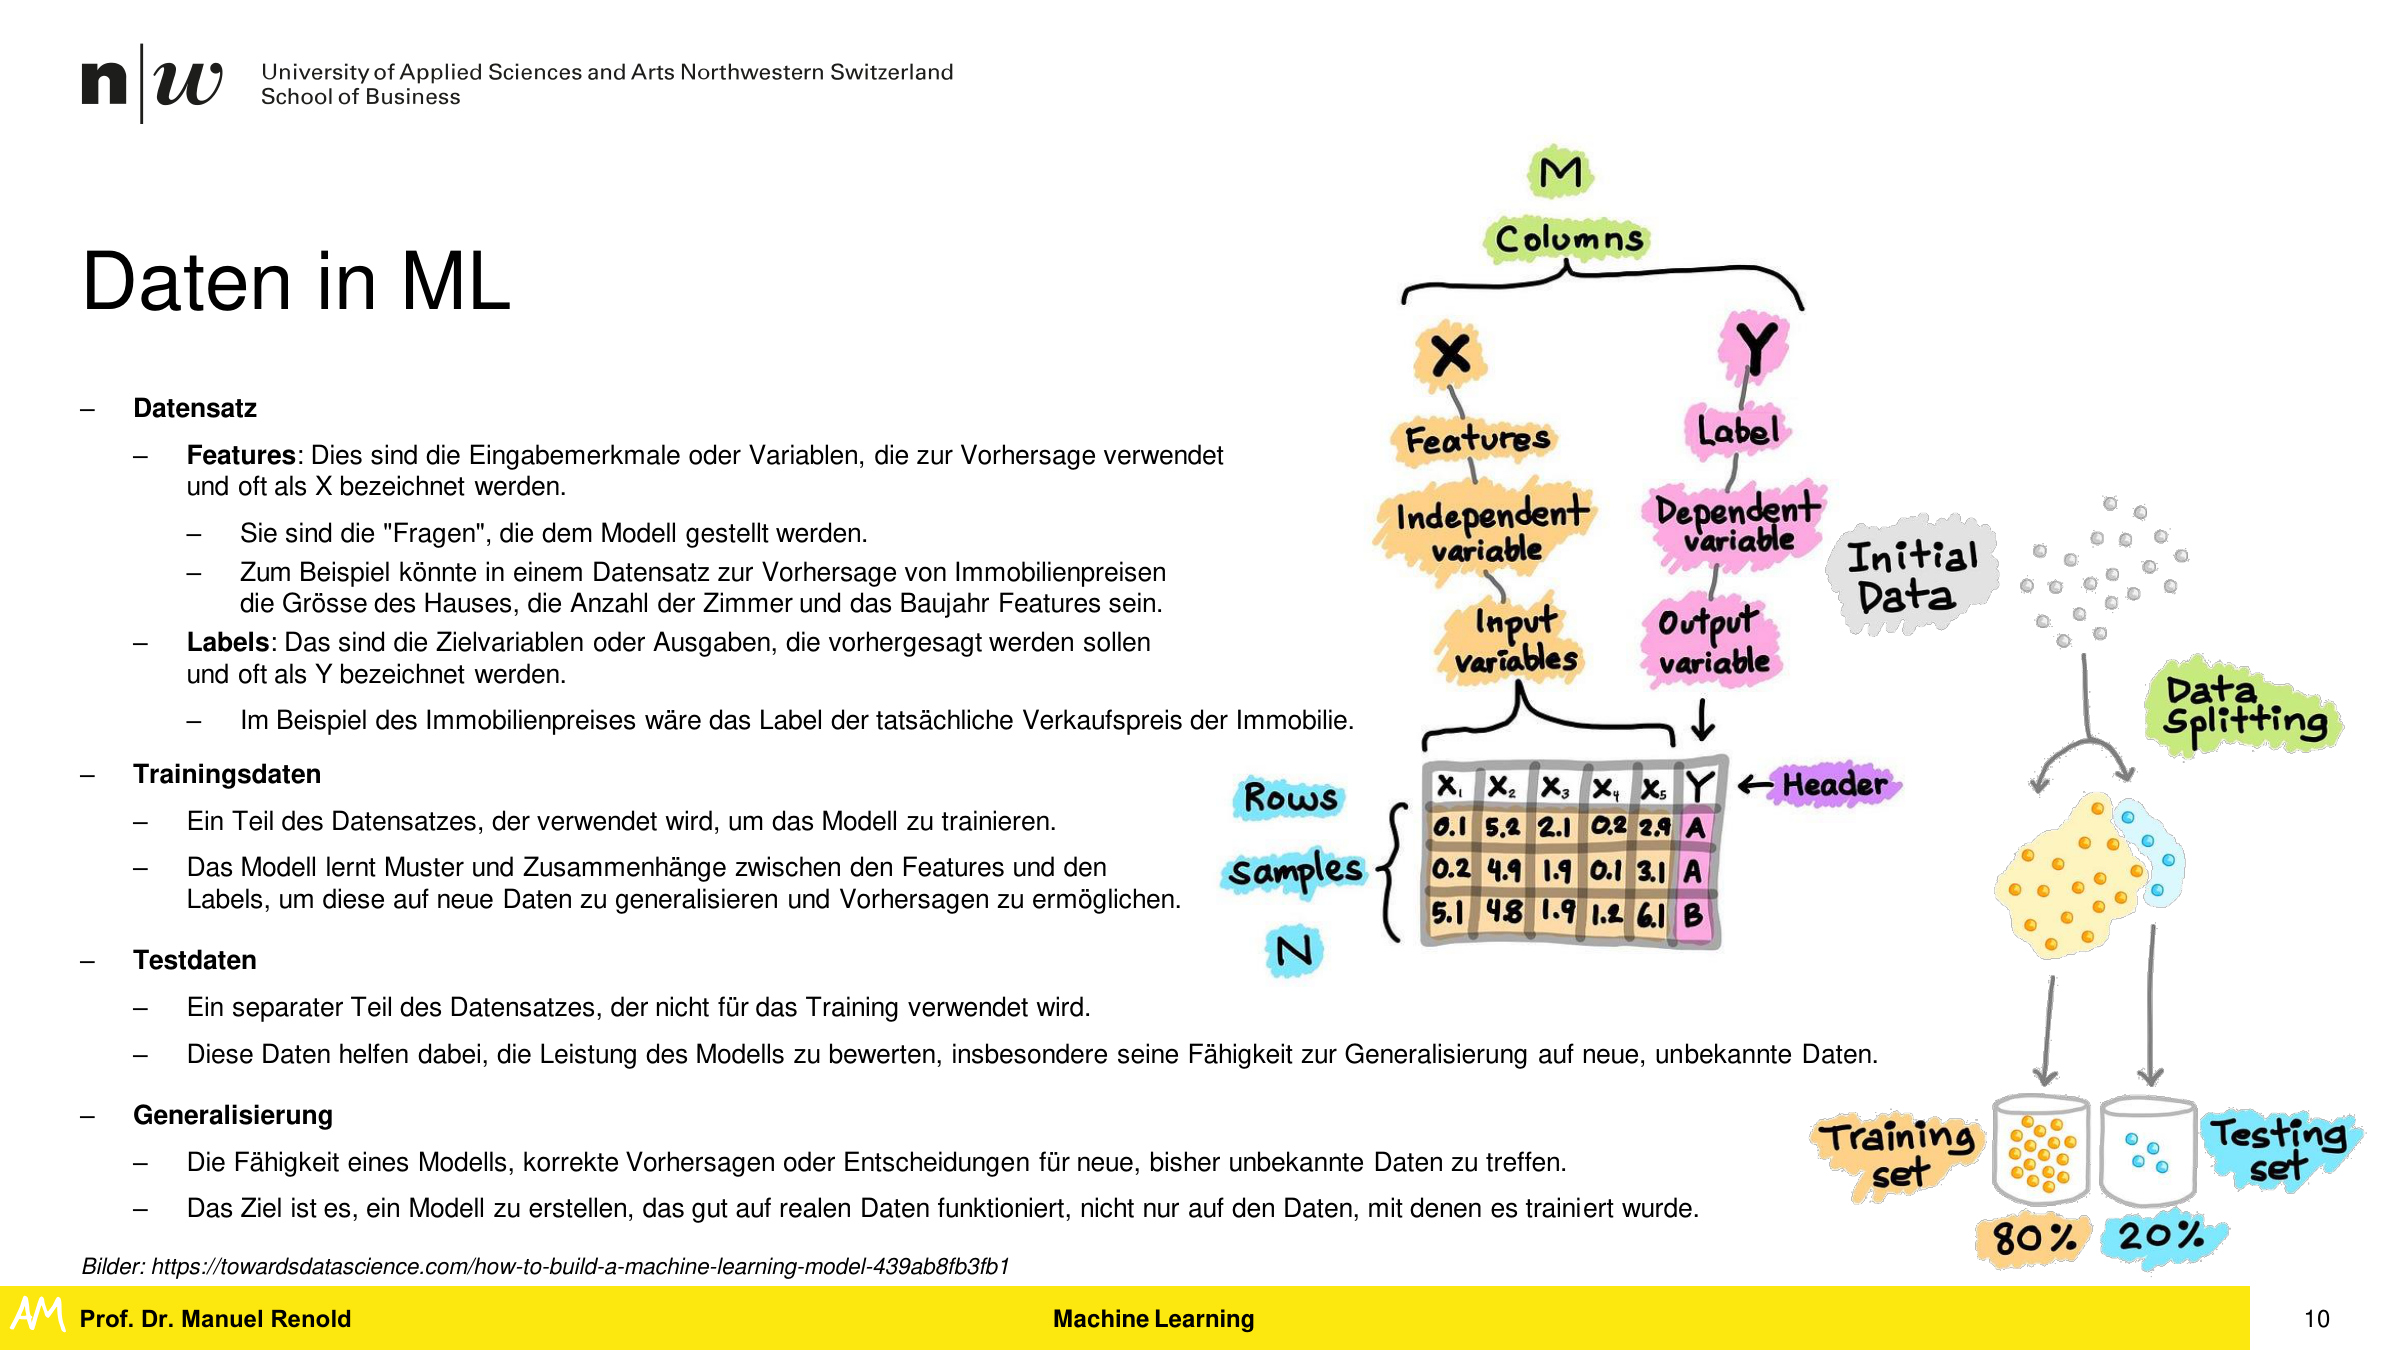 n|w University of Applied Sciences and Arts Northwestern Switzerland
School of Business
Daten in ML
– Datensatz
– Features: Dies sind die Eingabemerkmale oder Variablen, die zur Vorhersage verwendet
und oft als X bezeichnet werden.
– Sie sind die "Fragen", die dem Modell gestellt werden.
– Zum Beispiel könnte in einem Datensatz zur Vorhersage von Immobilienpreisen
die Grösse des Hauses, die Anzahl der Zimmer und das Baujahr Features sein.
– Labels: Das sind die Zielvariablen oder Ausgaben, die vorhergesagt werden sollen
und oft als Y bezeichnet werden.
– Im Beispiel des Immobilienpreises wäre das Label der tatsächliche Verkaufspreis der Immobilie.
– Trainingsdaten
– Ein Teil des Datensatzes, der verwendet wird, um das Modell zu trainieren.
– Das Modell lernt Muster und Zusammenhänge zwischen den Features und den
Labels, um diese auf neue Daten zu generalisieren und Vorhersagen zu ermöglichen.
– Testdaten
– Ein separater Teil des Datensatzes, der nicht für das Training verwendet wird.
– Diese Daten helfen dabei, die Leistung des Modells zu bewerten, insbesondere seine Fähigkeit zur Generalisierung auf neue, unbekannte Daten.
– Generalisierung
– Die Fähigkeit eines Modells, korrekte Vorhersagen oder Entscheidungen für neue, bisher unbekannte Daten zu treffen.
– Das Ziel ist es, ein Modell zu erstellen, das gut auf realen Daten funktioniert, nicht nur auf den Daten, mit denen es trainiert wurde.
Bilder: https://towardsdatascience.com/how-to-build-a-machine-learning-model-439ab8fb3fb1
M
Columns
X
Features
Independent
variable
Input
variables
Y
Label
Dependent
variable
Output
variable
X₁ X₂ X₃ X₄ X₅ Y
Header
Rows
Samples
N
0.1 5.2 2.1 0.2 2.9 A
0.2 4.9 1.9 0.1 3.1 A
5.1 4.8 1.9 1.2 6.1 B
Initial
Data
Data
Splitting
Training
set
80%
Testing
set
20%
AM Prof. Dr. Manuel Renold
Machine Learning
10